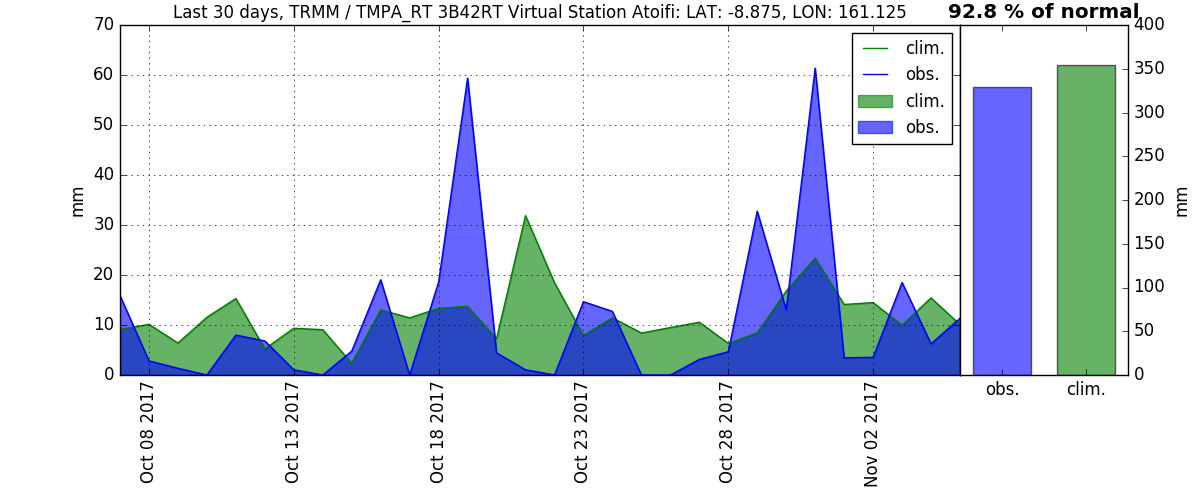 Last 30 days, TRMM / TMPA_RT 3B42RT Virtual Station Atoifi: LAT: -8.875, LON: 161.125
92.8 % of normal
70
60
50
40
30
20
10
0
mm
clim.
obs.
clim.
obs.
Oct 08 2017
Oct 13 2017
Oct 18 2017
Oct 23 2017
Oct 28 2017
Nov 02 2017
400
350
300
250
200
150
100
50
0
mm
obs.
clim.